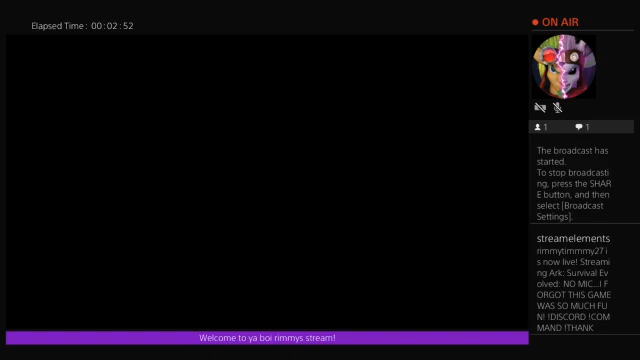 Elapsed Time : 00 : 02 : 52
ON AIR
1 1
The broadcast has
started.
To stop broadcasti
ng, press the SHAR
E button, and then
select [Broadcast
Settings].
streamelements
rimmytimmmy27 i
s now live! Streami
ng Ark: Survival Ev
olved: NO MIC...I F
ORGOT THIS GAME
WAS SO MUCH FU
N! !DISCORD !COM
MAND !THANK
Welcome to ya boi rimmys stream!